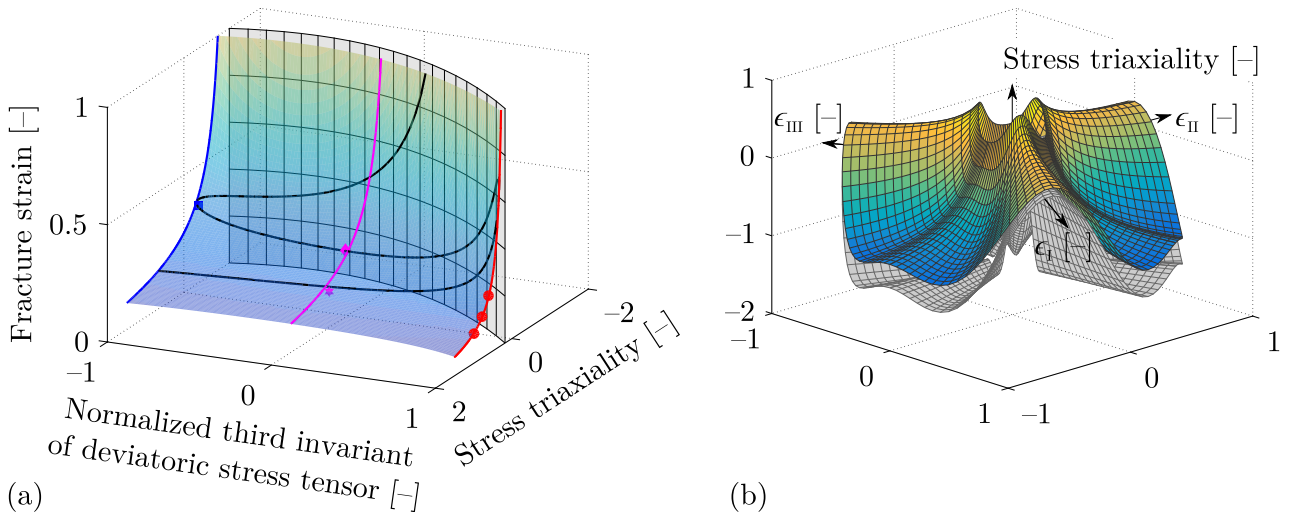 Fracture strain [–]
1
0.5
0
−1
0
1
Normalized third invariant
of deviatoric stress tensor [–]
2
0
−2
Stress triaxiality [–]
(a)
Stress triaxiality [–]
ϵIII [–]
ϵII [–]
ϵI [–]
1
0
−1
−2
−1
0
1
−1
0
1
(b)